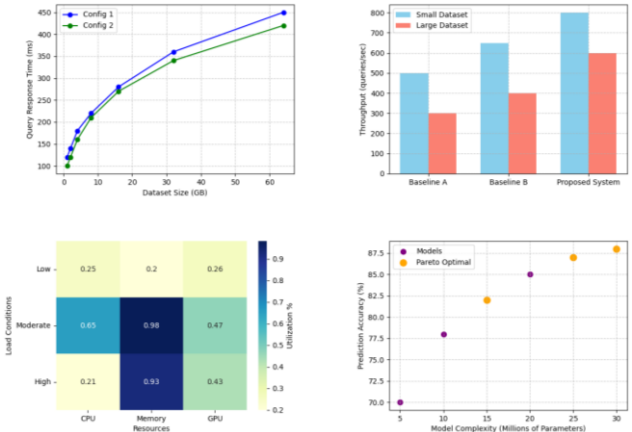 Config 1
Config 2
450
400
350
300
250
200
150
100
Query Response Time (ms)
0 10 20 30 40 50 60
Dataset Size (GB)
Small Dataset
Large Dataset
800
700
600
500
400
300
200
100
0
Throughput (queries/sec)
Baseline A Baseline B Proposed System
Load Conditions
Low 0.25 0.2 0.26
Moderate 0.65 0.98 0.47
High 0.21 0.93 0.43
CPU Memory GPU
Resources
0.9
0.8
0.7
0.6
0.5
0.4
0.3
0.2
Utilization %
Models
Pareto Optimal
87.5
85.0
82.5
80.0
77.5
75.0
72.5
70.0
Prediction Accuracy (%)
5 10 15 20 25 30
Model Complexity (Millions of Parameters)